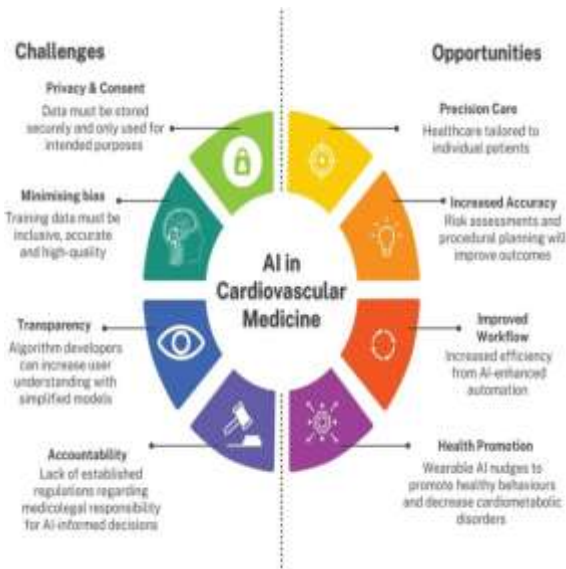 Challenges
Privacy & Consent
Data must be stored
securely and only used for
intended purposes
Minimising bias
Training data must be
inclusive, accurate
and high-quality
Transparency
Algorithm developers
can increase user
understanding with
simplified models
Accountability
Lack of established
regulations regarding
medicolegal responsibility
for AI-informed decisions
AI in
Cardiovascular
Medicine
Opportunities
Precision Care
Healthcare tailored to
individual patients
Increased Accuracy
Risk assessments and
procedural planning will
improve outcomes
Improved
Workflow
Increased efficiency
from AI-enhanced
automation
Health Promotion
Wearable AI nudges to
promote healthy behaviours
and decrease cardiometabolic
disorders